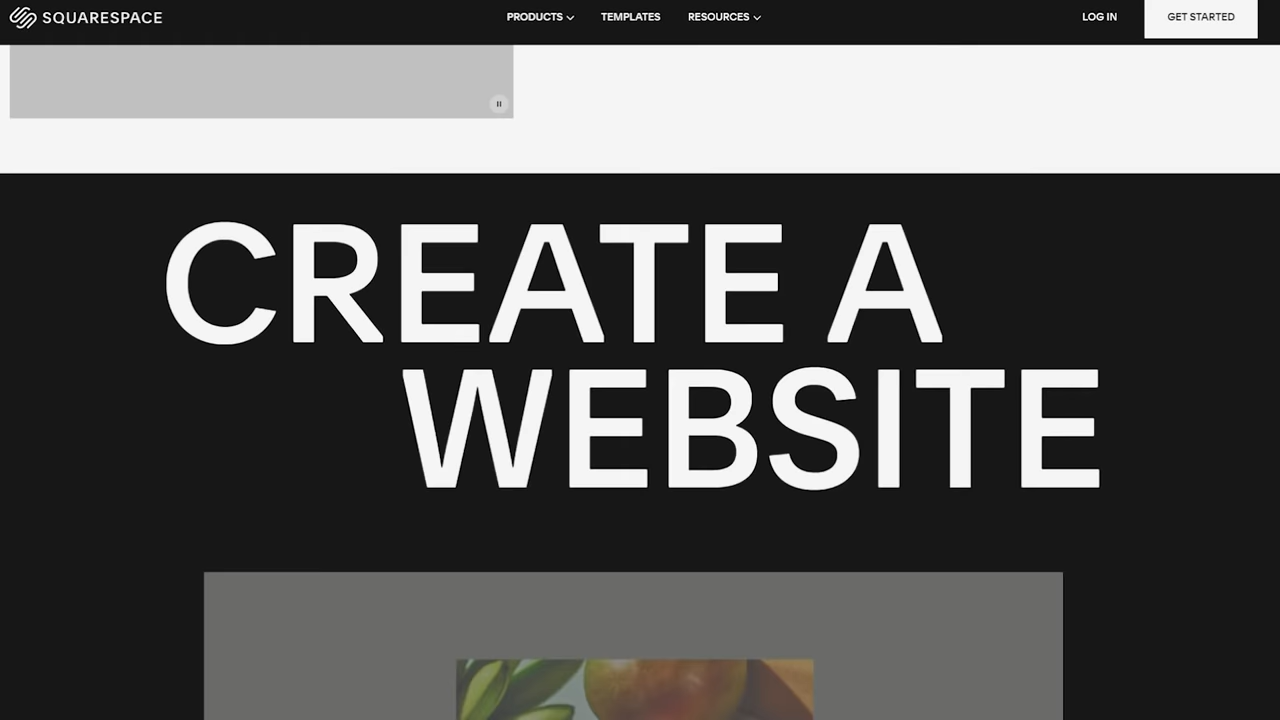 SQUARESPACE
PRODUCTS
TEMPLATES
RESOURCES
LOG IN
GET STARTED
CREATE A
WEBSITE